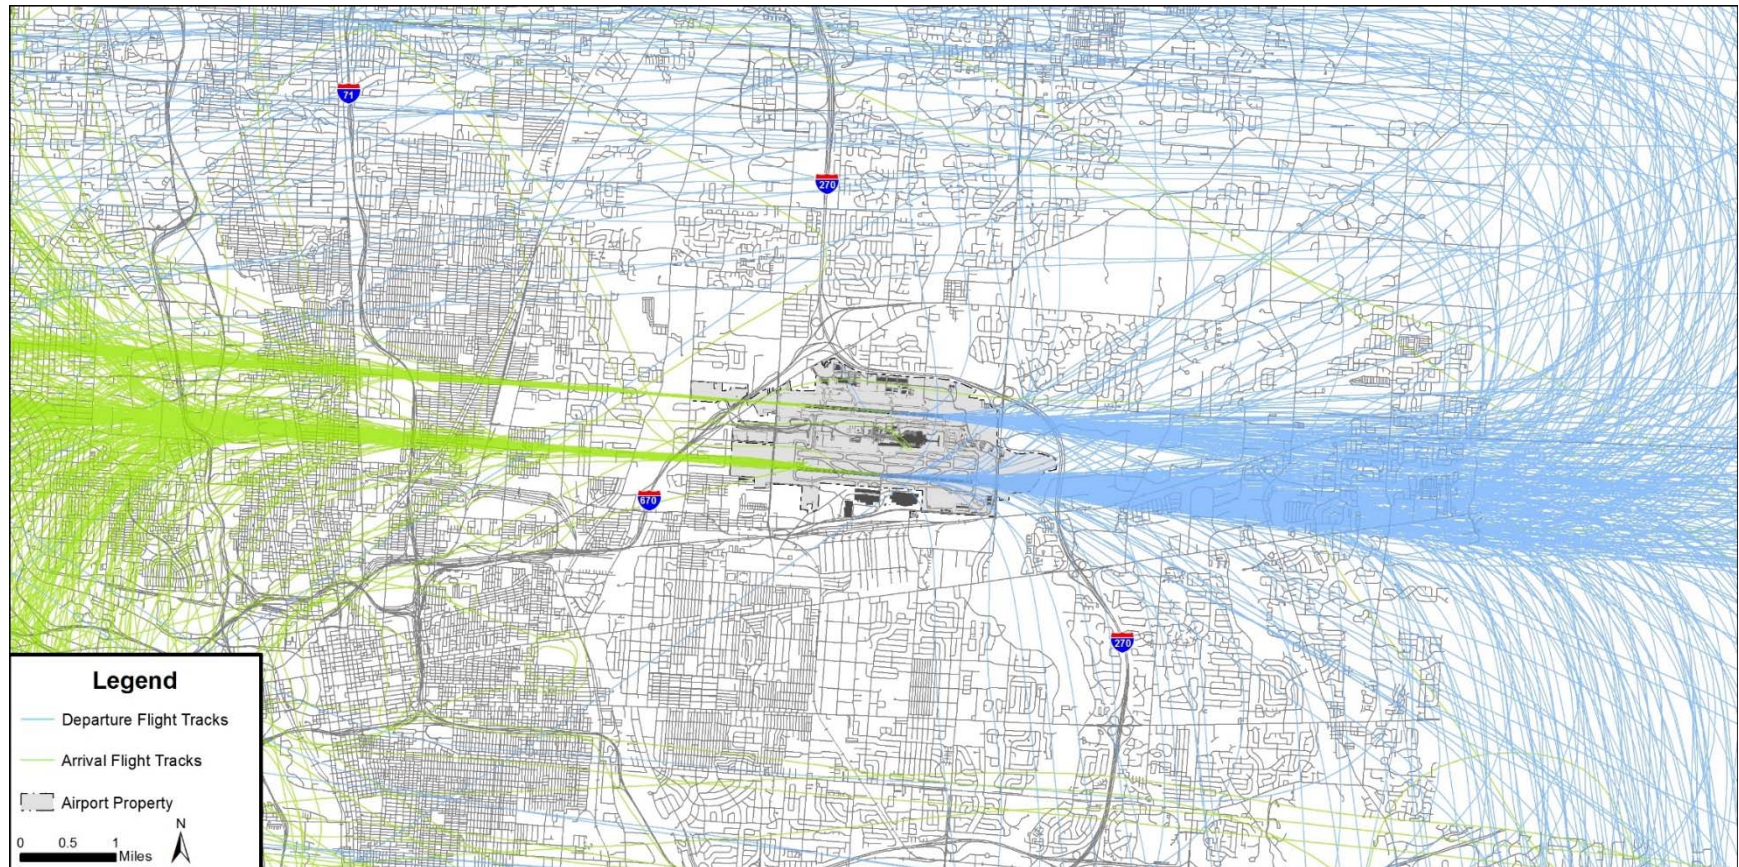 71
270
670
270
Legend
Departure Flight Tracks
Arrival Flight Tracks
Airport Property
N
0 0.5 1
Miles